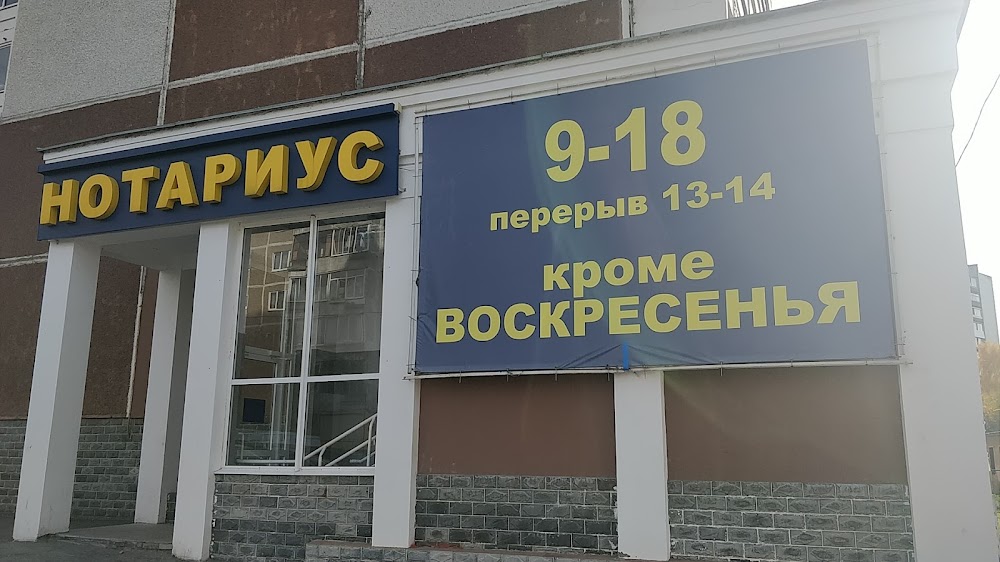 НОТАРИУС
9-18
перерыв 13-14
кроме
ВОСКРЕСЕНЬЯ